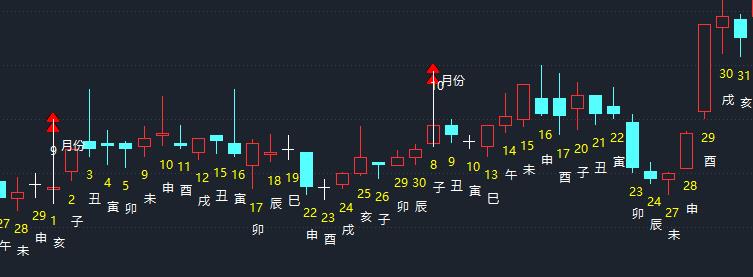 9 月份
10 月份
27
午
28
未
29
申
1
亥
2
子
3
丑
4
寅
5
卯
9
未
10
申
11
酉
12
戌
15
丑
16
寅
17
卯
18
辰
19
巳
22
申
23
酉
24
戌
25
亥
26
子
29
卯
30
辰
8
子
9
丑
10
寅
13
巳
14
午
15
未
16
申
17
酉
20
子
21
丑
22
寅
23
卯
24
辰
27
未
28
申
29
酉
30
戌
31
亥